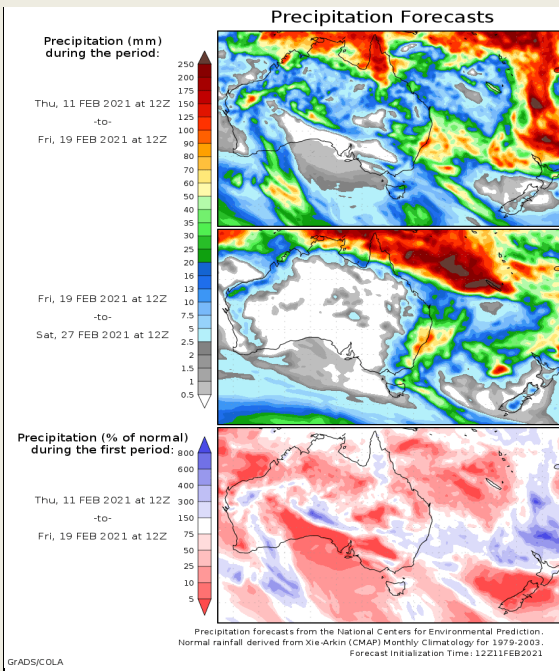 Precipitation Forecasts
Precipitation (mm)
during the period:
Thu, 11 FEB 2021 at 12Z
-to-
Fri, 19 FEB 2021 at 12Z
250
200
175
150
125
100
90
80
70
60
50
40
35
30
25
20
16
13
10
7.5
5
2.5
2
1.5
1
0.5
Fri, 19 FEB 2021 at 12Z
-to-
Sat, 27 FEB 2021 at 12Z
Precipitation (% of normal)
during the first period:
Thu, 11 FEB 2021 at 12Z
-to-
Fri, 19 FEB 2021 at 12Z
800
600
400
300
150
75
50
25
10
5
Precipitation forecasts from the National Centers for Environmental Prediction.
Normal rainfall derived from Xie-Arkin (CMAP) Monthly Climatology for 1979-2003.
Forecast Initialization Time: 12Z11FEB2021
GrADS/COLA